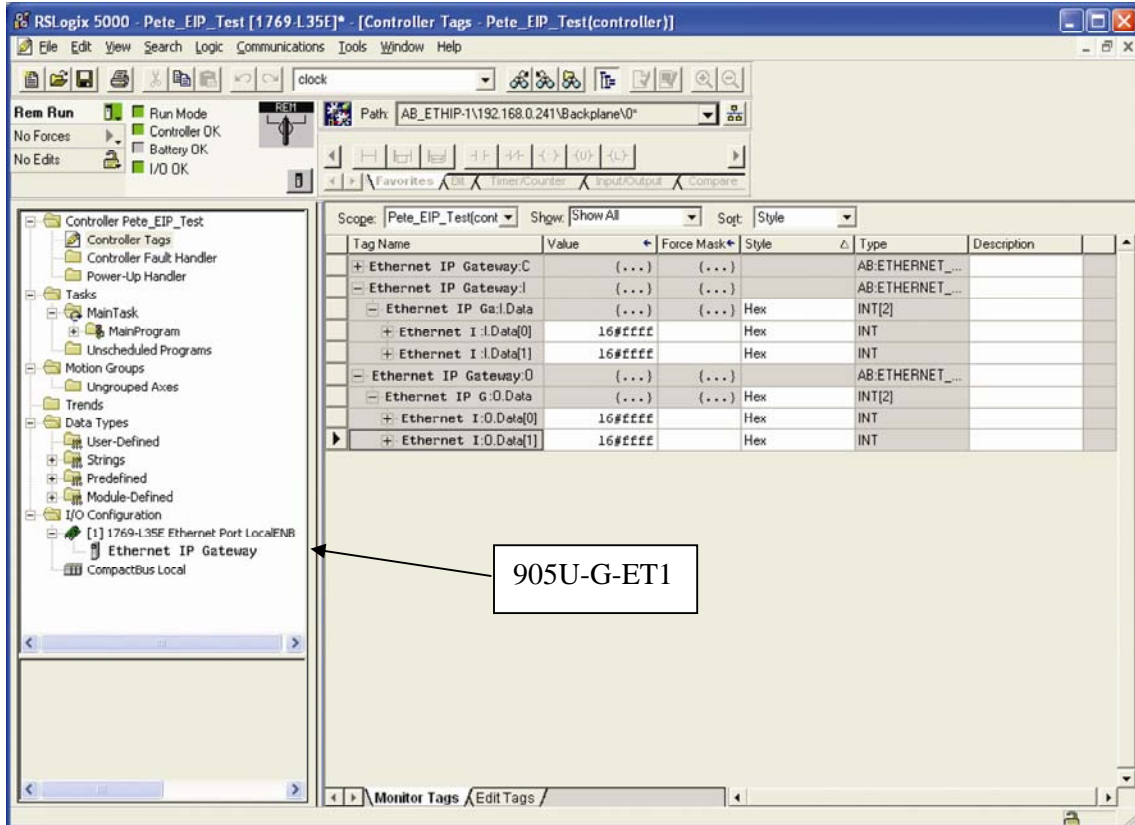 RSLogix 5000 - Pete_EIP_Test [1769-L35E]* - [Controller Tags - Pete_EIP_Test(controller)]
File Edit View Search Logic Communications Tools Window Help
clock
Rem Run
No Forces
No Edits
Run Mode
Controller OK
Battery OK
I/O OK
REM
Path: AB_ETHIP-1\192.168.0.241\Backplane\0*
Favorites Bit Timer/Counter Input/Output Compare
Controller Pete_EIP_Test
Controller Tags
Controller Fault Handler
Power-Up Handler
Tasks
MainTask
MainProgram
Unscheduled Programs
Motion Groups
Ungrouped Axes
Trends
Data Types
User-Defined
Strings
Predefined
Module-Defined
I/O Configuration
[1] 1769-L35E Ethernet Port LocalENB
Ethernet IP Gateway
CompactBus Local
Scope: Pete_EIP_Test(cont Show: Show All Sort: Style
Tag Name Value Force Mask Style Type Description
Ethernet IP Gateway:C {...} {...} AB:ETHERNET_...
Ethernet IP Gateway:I {...} {...} AB:ETHERNET_...
Ethernet IP Ga:I.Data {...} {...} Hex INT[2]
Ethernet I :I.Data[0] 16#ffff Hex INT
Ethernet I :I.Data[1] 16#ffff Hex INT
Ethernet IP Gateway:O {...} {...} AB:ETHERNET_...
Ethernet IP G:O.Data {...} {...} Hex INT[2]
Ethernet I:O.Data[0] 16#ffff Hex INT
Ethernet I:O.Data[1] 16#ffff Hex INT
905U-G-ET1
Monitor Tags Edit Tags